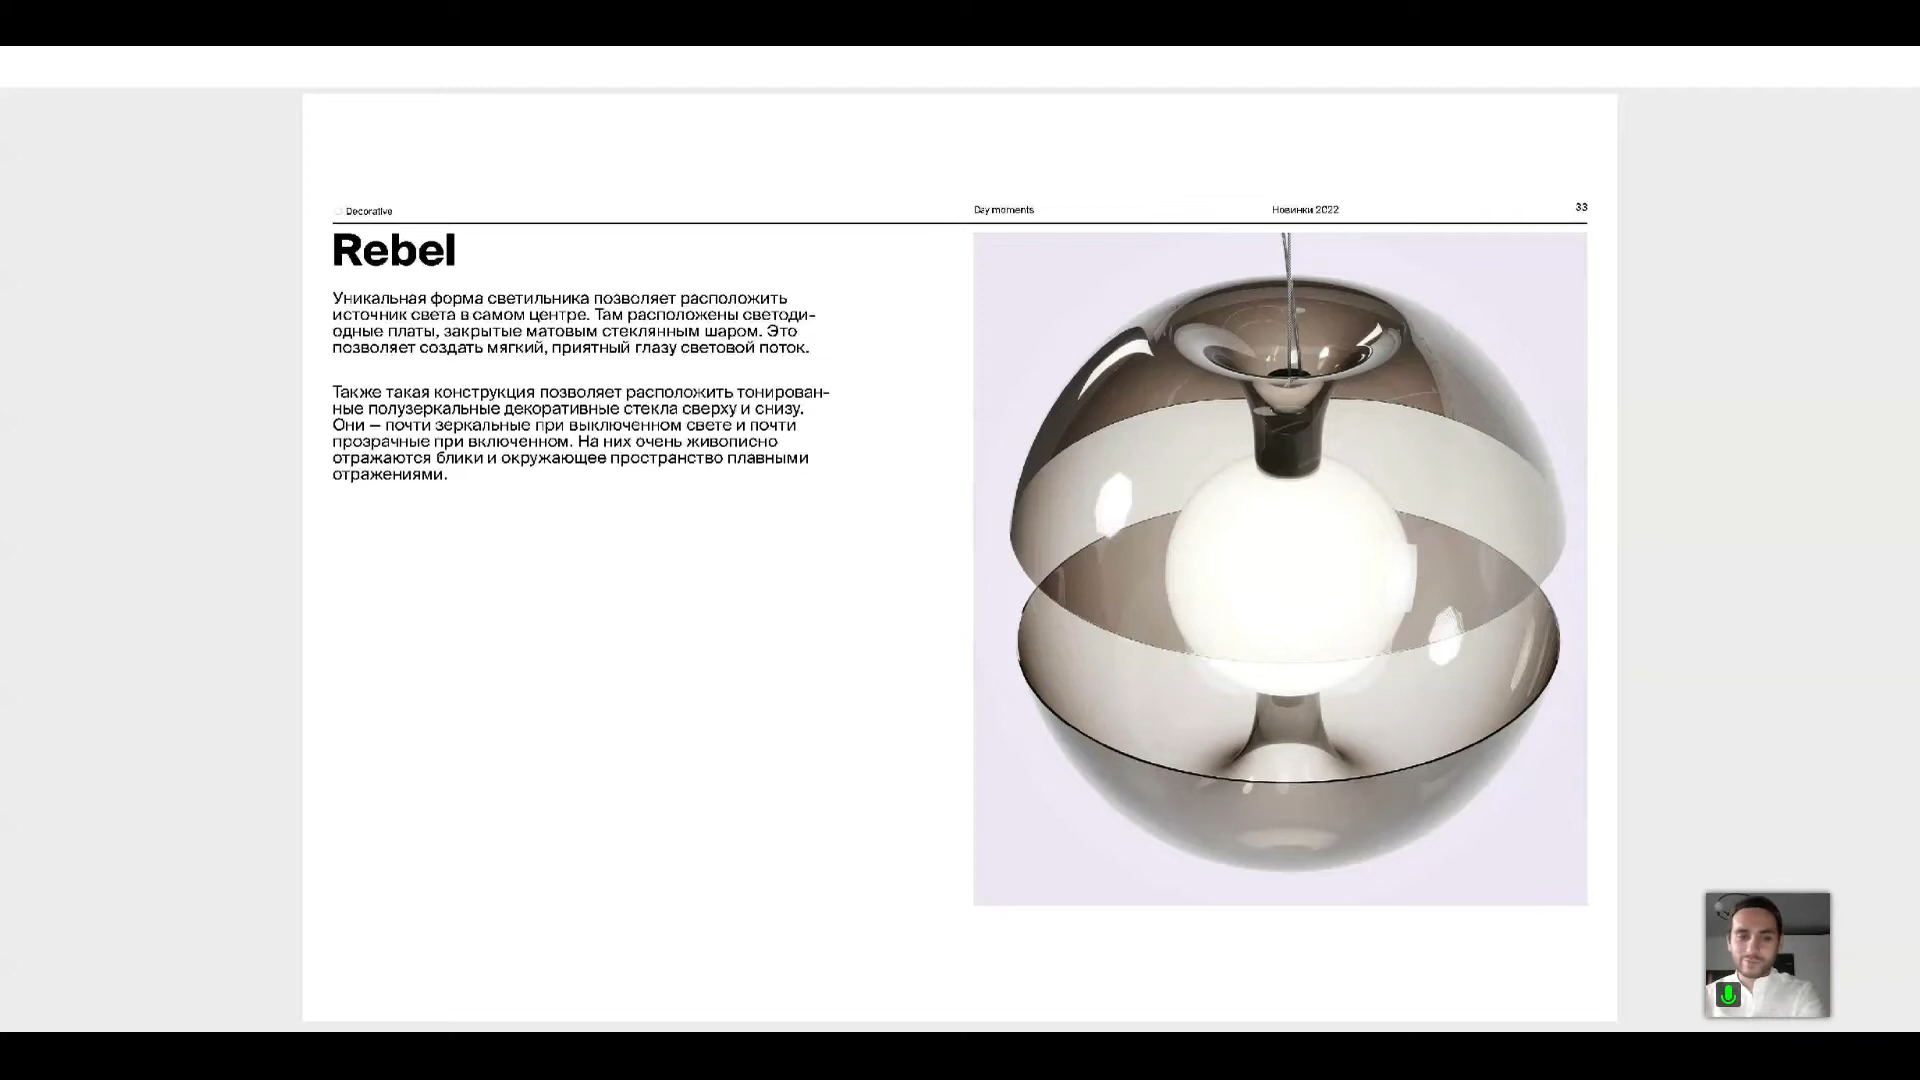 Decorative
Day moments
Новинки 2022
33
Rebel
Уникальная форма светильника позволяет расположить
источник света в самом центре. Там расположены светоди-
одные платы, закрытые матовым стеклянным шаром. Это
позволяет создать мягкий, приятный глазу световой поток.
Также такая конструкция позволяет расположить тонирован-
ные полузеркальные декоративные стекла сверху и снизу.
Они — почти зеркальные при выключенном свете и почти
прозрачные при включенном. На них очень живописно
отражаются блики и окружающее пространство плавными
отражениями.